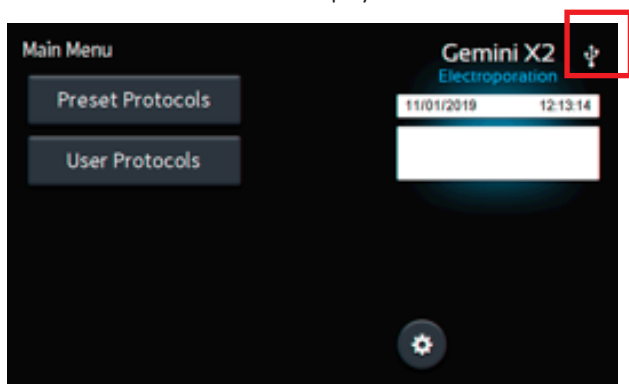 Main Menu
Gemini X2
Electroporation
Preset Protocols
11/01/2019 12:13:14
User Protocols